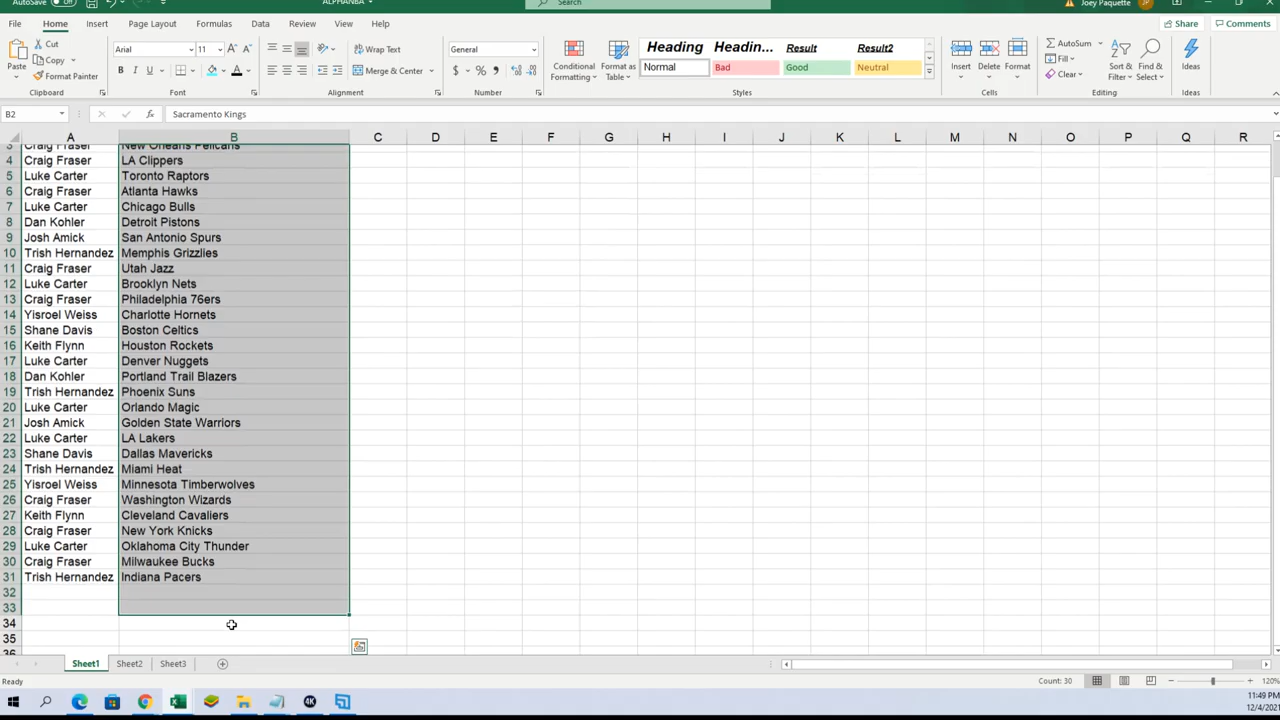 AutoSave Off ALPHANBA Search Joey Paquette JP
File Home Insert Page Layout Formulas Data Review View Help Share Comments
Paste Cut Copy Format Painter Clipboard
Arial 11 B I U A Font
Wrap Text Merge & Center Alignment
General $ % , Number
Conditional Formatting Format as Table
Heading Headin... Result Result2
Normal Bad Good Neutral Styles
Insert Delete Format Cells
AutoSum Fill Clear Sort & Filter Find & Select Editing
Ideas Ideas
B2 fx Sacramento Kings
A B C D E F G H I J K L M N O P Q R
3 Craig Fraser New Orleans Pelicans
4 Craig Fraser LA Clippers
5 Luke Carter Toronto Raptors
6 Craig Fraser Atlanta Hawks
7 Luke Carter Chicago Bulls
8 Dan Kohler Detroit Pistons
9 Josh Amick San Antonio Spurs
10 Trish Hernandez Memphis Grizzlies
11 Craig Fraser Utah Jazz
12 Luke Carter Brooklyn Nets
13 Craig Fraser Philadelphia 76ers
14 Yisroel Weiss Charlotte Hornets
15 Shane Davis Boston Celtics
16 Keith Flynn Houston Rockets
17 Luke Carter Denver Nuggets
18 Dan Kohler Portland Trail Blazers
19 Trish Hernandez Phoenix Suns
20 Luke Carter Orlando Magic
21 Josh Amick Golden State Warriors
22 Luke Carter LA Lakers
23 Shane Davis Dallas Mavericks
24 Trish Hernandez Miami Heat
25 Yisroel Weiss Minnesota Timberwolves
26 Craig Fraser Washington Wizards
27 Keith Flynn Cleveland Cavaliers
28 Craig Fraser New York Knicks
29 Luke Carter Oklahoma City Thunder
30 Craig Fraser Milwaukee Bucks
31 Trish Hernandez Indiana Pacers
32
33
34
35
36
Sheet1 Sheet2 Sheet3
Ready Count: 30 120%
4K 11:49 PM
12/4/2021